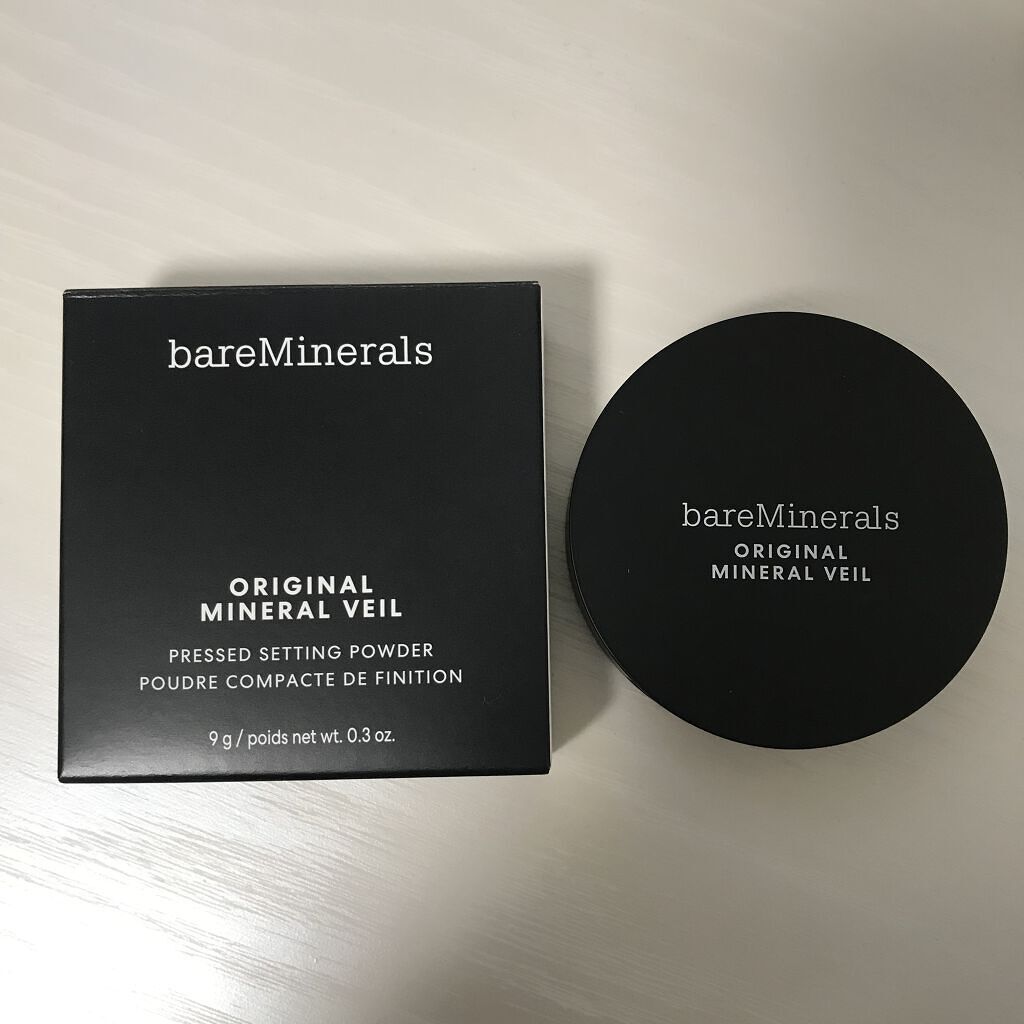 bareMinerals
ORIGINAL
MINERAL VEIL
PRESSED SETTING POWDER
POUDRE COMPACTE DE FINITION
9 g / poids net wt. 0.3 oz.
bareMinerals
ORIGINAL
MINERAL VEIL